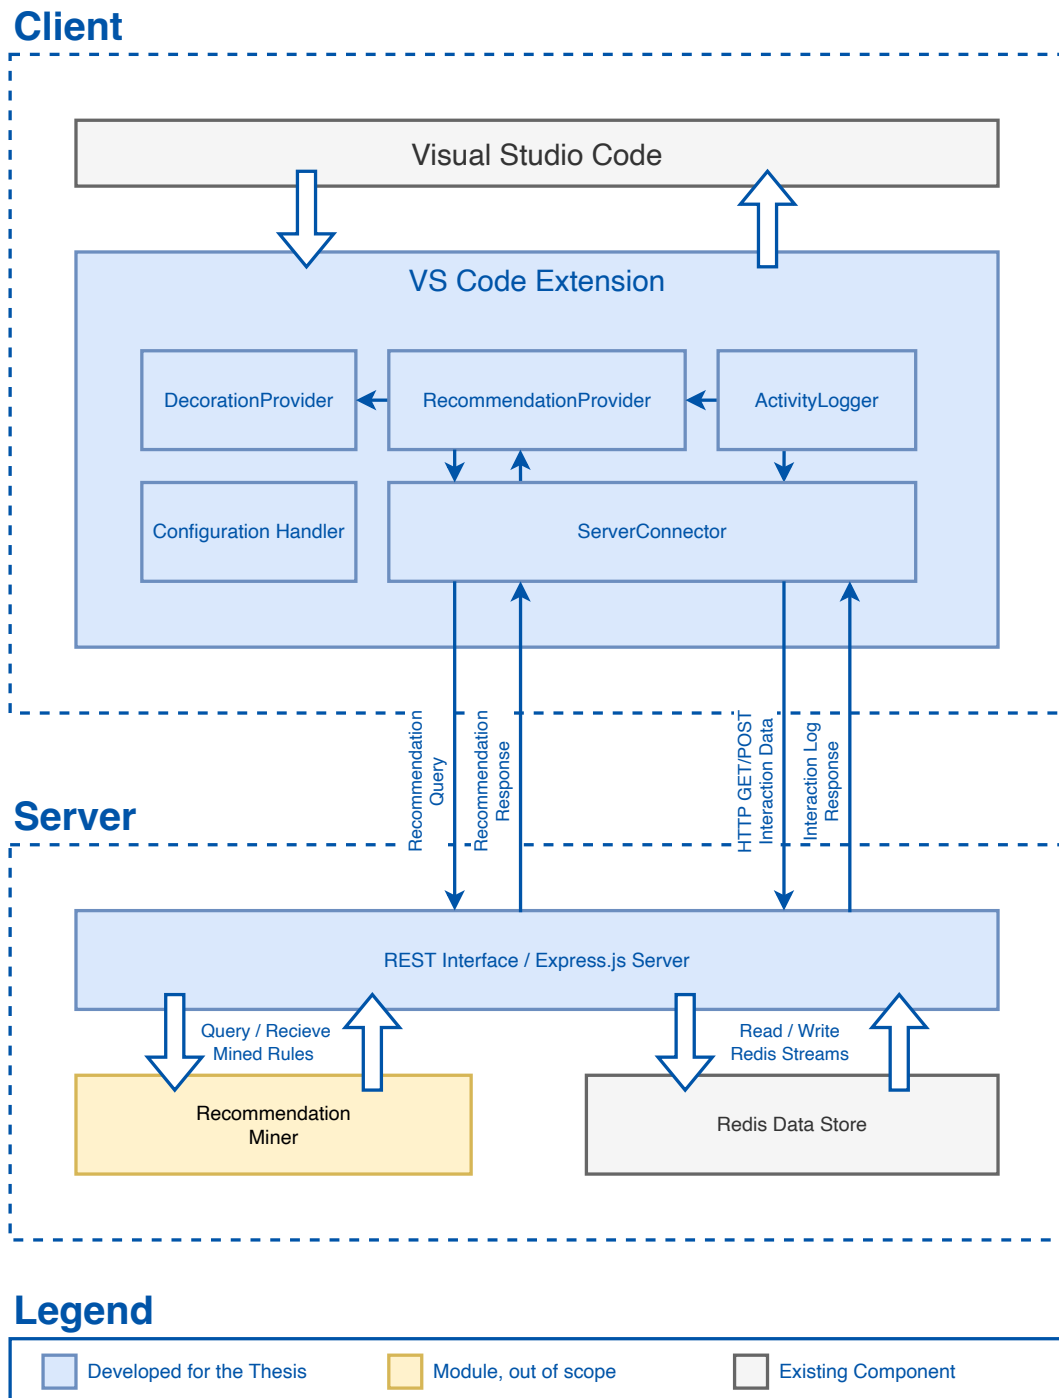 Client
Visual Studio Code
VS Code Extension
DecorationProvider
RecommendationProvider
ActivityLogger
Configuration Handler
ServerConnector
Recommendation
Query
Recommendation
Response
HTTP GET/POST
Interaction Data
Interaction Log
Response
Server
REST Interface / Express.js Server
Query / Recieve
Mined Rules
Read / Write
Redis Streams
Recommendation
Miner
Redis Data Store
Legend
Developed for the Thesis
Module, out of scope
Existing Component